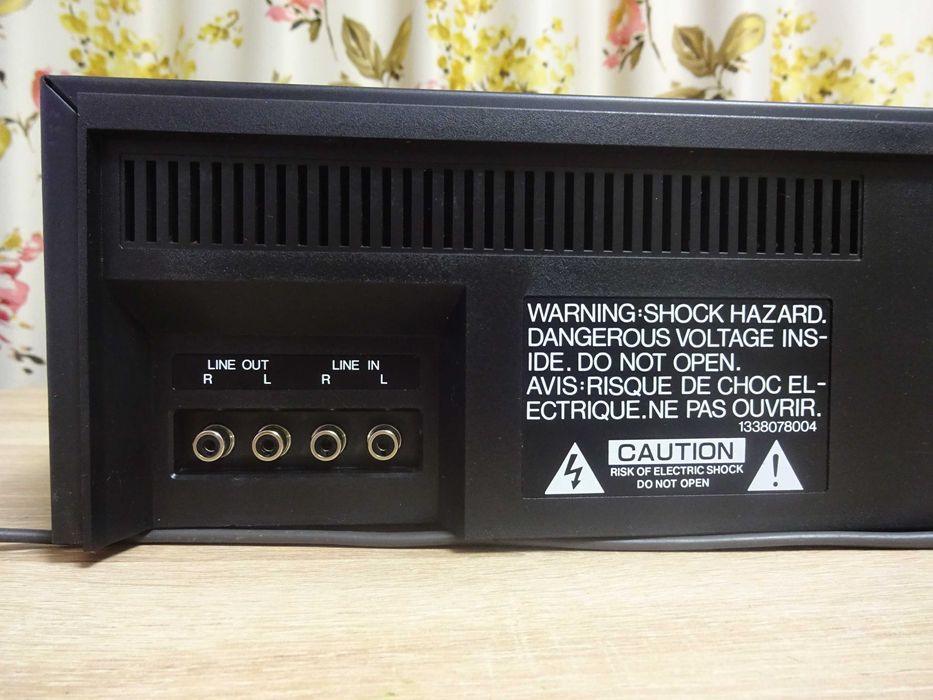 LINE OUT LINE IN
R L R L
WARNING:SHOCK HAZARD.
DANGEROUS VOLTAGE INS-
IDE. DO NOT OPEN.
AVIS:RISQUE DE CHOC EL-
ECTRIQUE.NE PAS OUVRIR.
1338078004
CAUTION
RISK OF ELECTRIC SHOCK
DO NOT OPEN
!